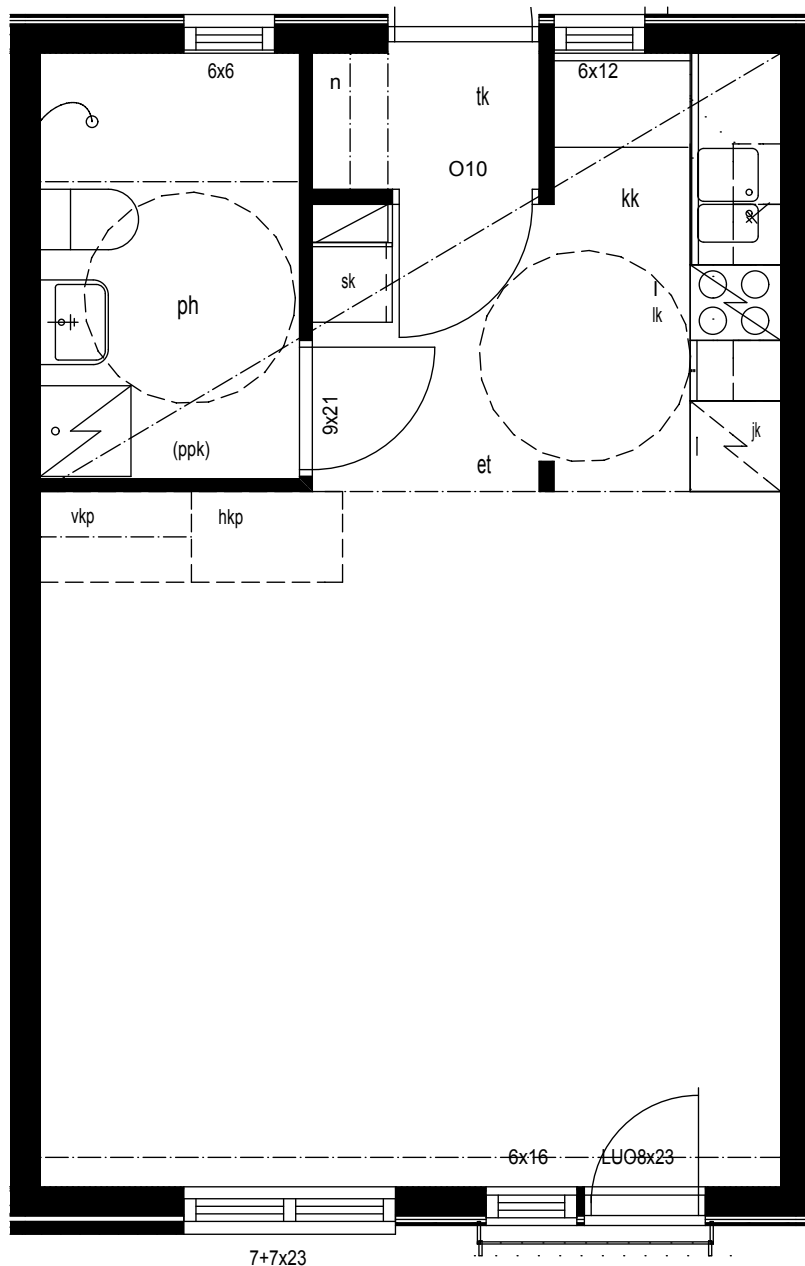 6x6
n
tk
6x12
O10
kk
sk
ph
lk
9x21
(ppk)
et
jk
vkp
hkp
6x16
LUO8x23
7+7x23